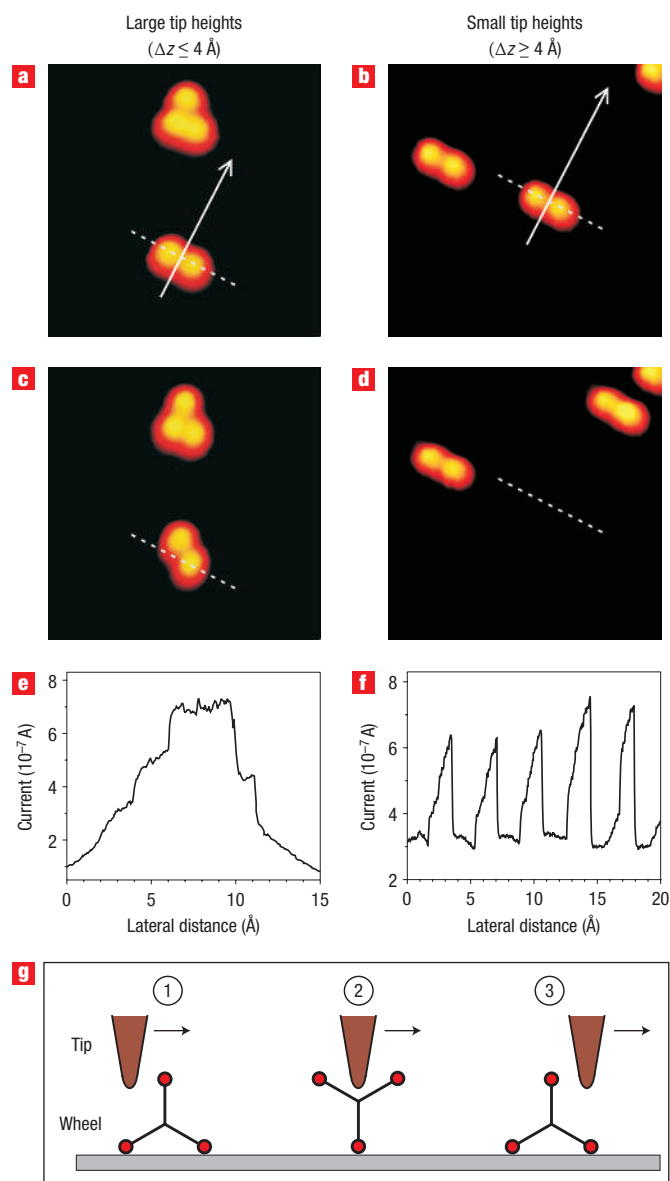 Large tip heights
(Δz ≤ 4 Å)
Small tip heights
(Δz ≥ 4 Å)
a
b
c
d
e
8
6
4
2
Current (10⁻⁷ A)
0
5
10
15
Lateral distance (Å)
f
8
6
4
2
Current (10⁻⁷ A)
0
5
10
15
20
Lateral distance (Å)
g
1
2
3
Tip
Wheel